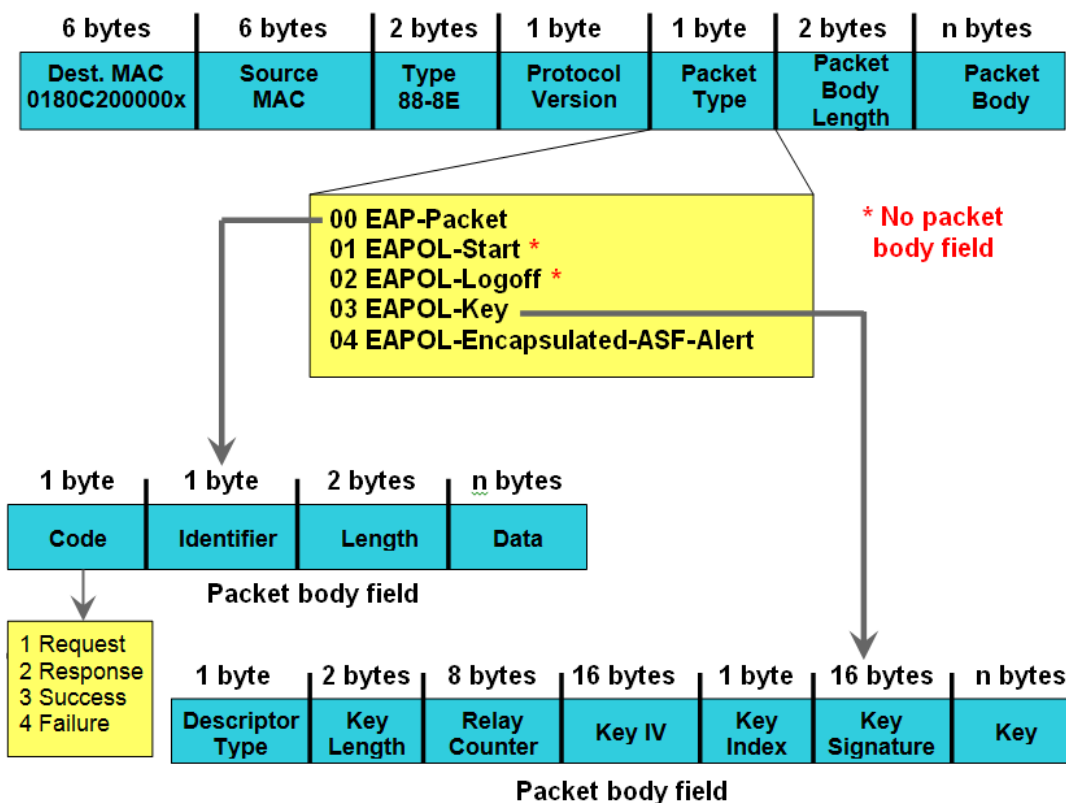 6 bytes 6 bytes 2 bytes 1 byte 1 byte 2 bytes n bytes
Dest. MAC
0180C200000x
Source
MAC
Type
88-8E
Protocol
Version
Packet
Type
Packet
Body
Length
Packet
Body
00 EAP-Packet
01 EAPOL-Start *
02 EAPOL-Logoff *
03 EAPOL-Key
04 EAPOL-Encapsulated-ASF-Alert
* No packet
body field
1 byte 1 byte 2 bytes n bytes
Code Identifier Length Data
Packet body field
1 Request
2 Response
3 Success
4 Failure
1 byte 2 bytes 8 bytes 16 bytes 1 byte 16 bytes n bytes
Descriptor
Type
Key
Length
Relay
Counter
Key IV
Key
Index
Key
Signature
Key
Packet body field